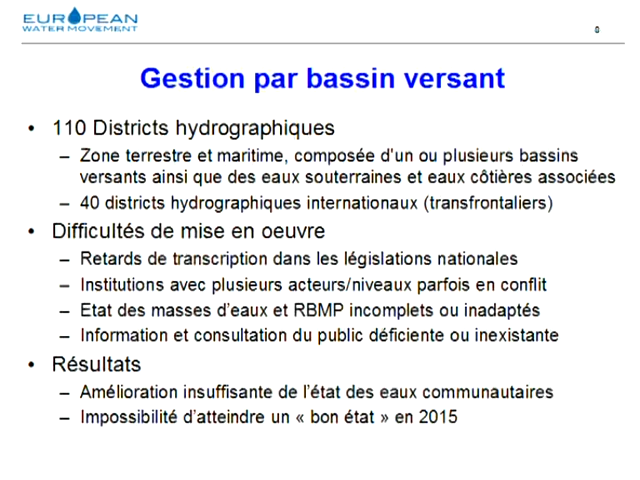 EUROPEAN
WATER MOVEMENT
8
Gestion par bassin versant
• 110 Districts hydrographiques
– Zone terrestre et maritime, composée d'un ou plusieurs bassins
versants ainsi que des eaux souterraines et eaux côtières associées
– 40 districts hydrographiques internationaux (transfrontaliers)
• Difficultés de mise en oeuvre
– Retards de transcription dans les législations nationales
– Institutions avec plusieurs acteurs/niveaux parfois en conflit
– Etat des masses d'eaux et RBMP incomplets ou inadaptés
– Information et consultation du public déficiente ou inexistante
• Résultats
– Amélioration insuffisante de l'état des eaux communautaires
– Impossibilité d'atteindre un « bon état » en 2015